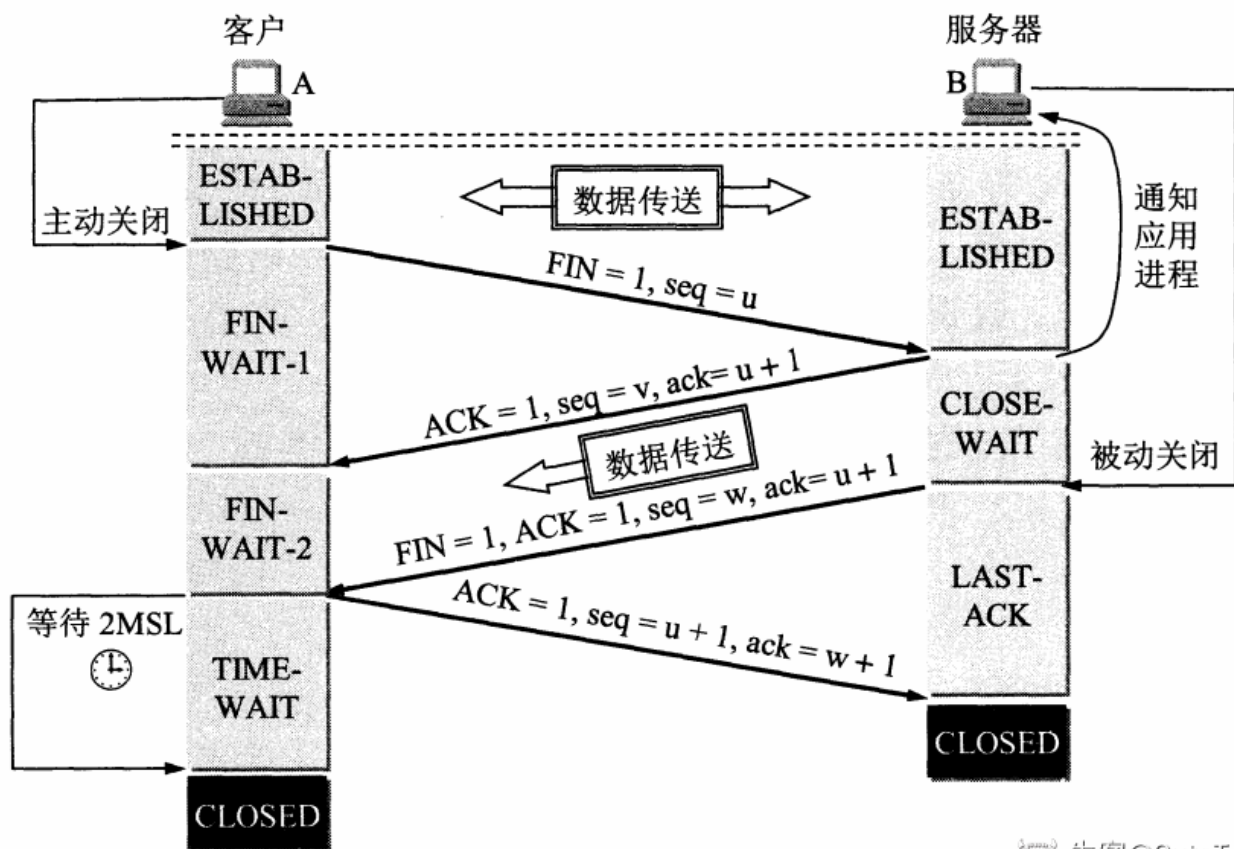 客户
服务器
A
B
ESTAB-
LISHED
数据传送
ESTAB-
LISHED
通知
应用
进程
主动关闭
FIN = 1, seq = u
FIN-
WAIT-1
ACK = 1, seq = v, ack= u + 1
CLOSE-
WAIT
数据传送
被动关闭
FIN-
WAIT-2
FIN = 1, ACK = 1, seq = w, ack= u + 1
LAST-
ACK
等待 2MSL
ACK = 1, seq = u + 1, ack = w + 1
TIME-
WAIT
CLOSED
CLOSED